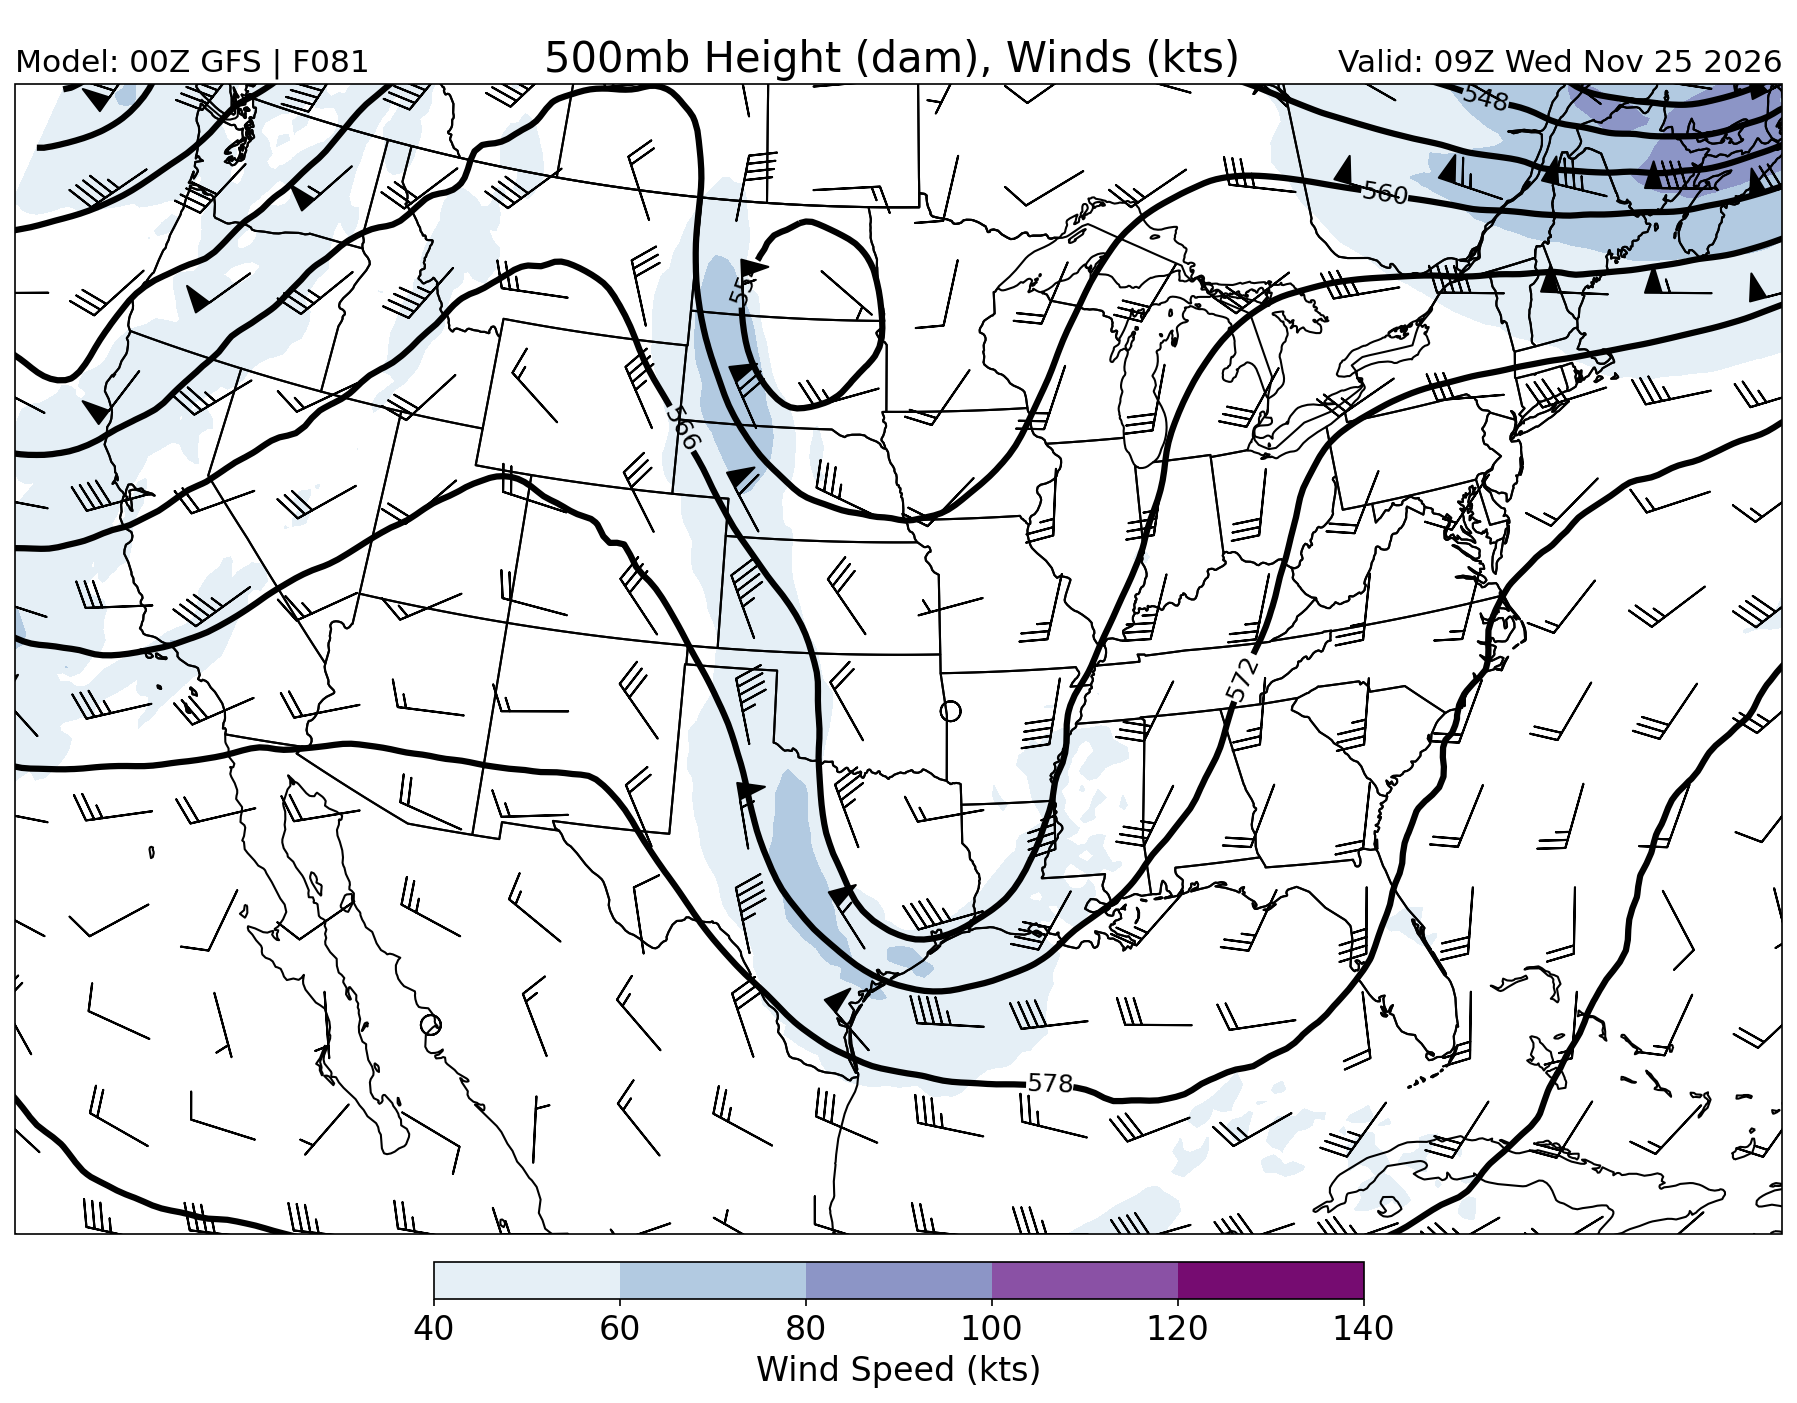 Model: 00Z GFS | F081
500mb Height (dam), Winds (kts)
Valid: 09Z Wed Nov 25 2026
548
560
566
572
578
40 60 80 100 120 140
Wind Speed (kts)